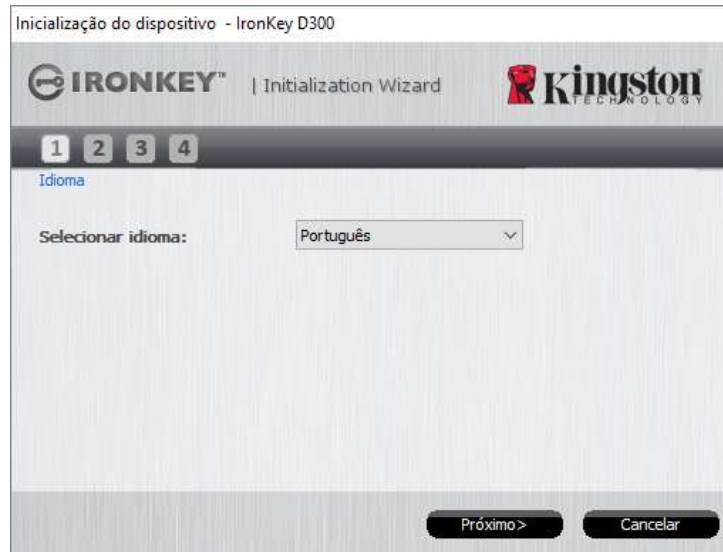 Inicialização do dispositivo - IronKey D300
IRONKEY™ | Initialization Wizard
Kingston
TECHNOLOGY
1 2 3 4
Idioma
Selecionar idioma: Português
Próximo > Cancelar